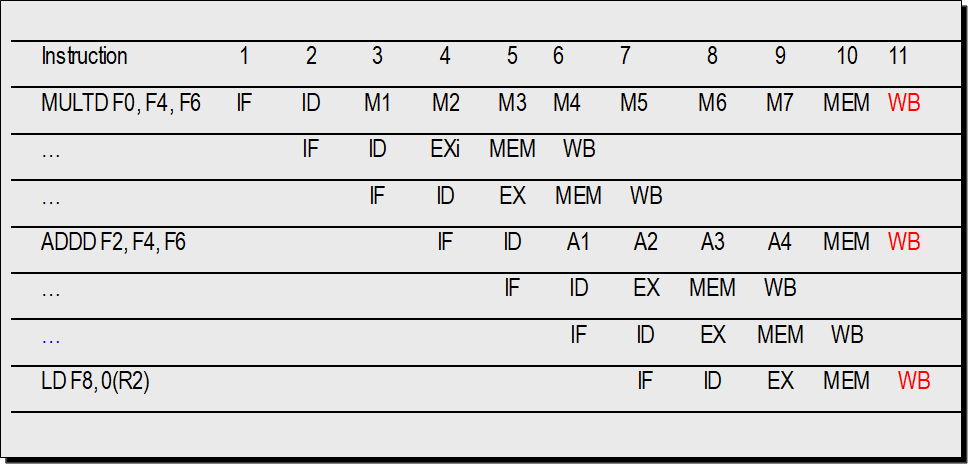 Instruction 1 2 3 4 5 6 7 8 9 10 11
MULTD F0, F4, F6 IF ID M1 M2 M3 M4 M5 M6 M7 MEM WB
… IF ID EXi MEM WB
… IF ID EX MEM WB
ADDD F2, F4, F6 IF ID A1 A2 A3 A4 MEM WB
… IF ID EX MEM WB
… IF ID EX MEM WB
LD F8, 0(R2) IF ID EX MEM WB